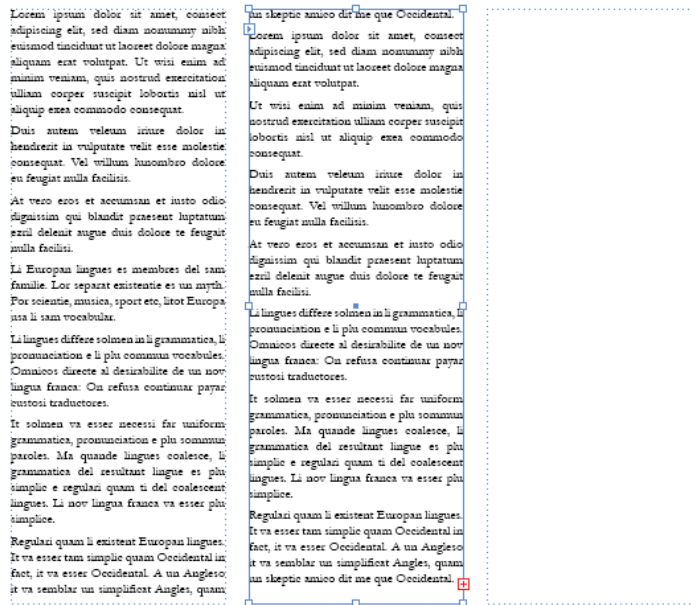 Lorem ipsum dolor sit amet, consect
adipiscing elit, sed diam nonummy nibh
euismod tincidunt ut laoreet dolore magna
aliquam erat volutpat. Ut wisi enim ad
minim veniam, quis nostrud exercitation
ulliam corper suscipit lobortis nisl ut
aliquip exea commodo consequat.
Duis autem veleum iriure dolor in
hendrerit in vulputate velit esse molestie
consequat. Vel willum lunombro dolore
eu feugiat nulla facilisis.
At vero eros et accumsan et iusto odio
dignissim qui blandit praesent luptatum
ezril delenit augue duis dolore te feugait
nulla facilisi.
Li Europan lingues es membres del sam
familie. Lor separat existentie es un myth.
Por scientie, musica, sport etc, litot Europa
usa li sam vocabular.
Li lingues differe solmen in li grammatica, li
pronunciation e li plu commun vocabules.
Omnicos directe al desirabilite de un nov
lingua franca: On refusa continuar payar
custosi traductores.
It solmen va esser necessi far uniform
grammatica, pronunciation e plu sommun
paroles. Ma quande lingues coalesce, li
grammatica del resultant lingue es plu
simplic e regulari quam ti del coalescent
lingues. Li nov lingua franca va esser plu
simplice.
Regulari quam li existent Europan lingues.
It va esser tam simplic quam Occidental in
fact, it va esser Occidental. A un Angleso
it va semblar un simplificat Angles, quam
un skeptic amico dit me que Occidental.
Lorem ipsum dolor sit amet, consect
adipiscing elit, sed diam nonummy nibh
euismod tincidunt ut laoreet dolore magna
aliquam erat volutpat.
Ut wisi enim ad minim veniam, quis
nostrud exercitation ulliam corper suscipit
lobortis nisl ut aliquip exea commodo
consequat.
Duis autem veleum iriure dolor in
hendrerit in vulputate velit esse molestie
consequat. Vel willum lunombro dolore
eu feugiat nulla facilisis.
At vero eros et accumsan et iusto odio
dignissim qui blandit praesent luptatum
ezril delenit augue duis dolore te feugait
nulla facilisi.
Li lingues differe solmen in li grammatica, li
pronunciation e li plu commun vocabules.
Omnicos directe al desirabilite de un nov
lingua franca: On refusa continuar payar
custosi traductores.
It solmen va esser necessi far uniform
grammatica, pronunciation e plu sommun
paroles. Ma quande lingues coalesce, li
grammatica del resultant lingue es plu
simplic e regulari quam ti del coalescent
lingues. Li nov lingua franca va esser plu
simplice.
Regulari quam li existent Europan lingues.
It va esser tam simplic quam Occidental in
fact, it va esser Occidental. A un Angleso
it va semblar un simplificat Angles, quam
un skeptic amico dit me que Occidental.